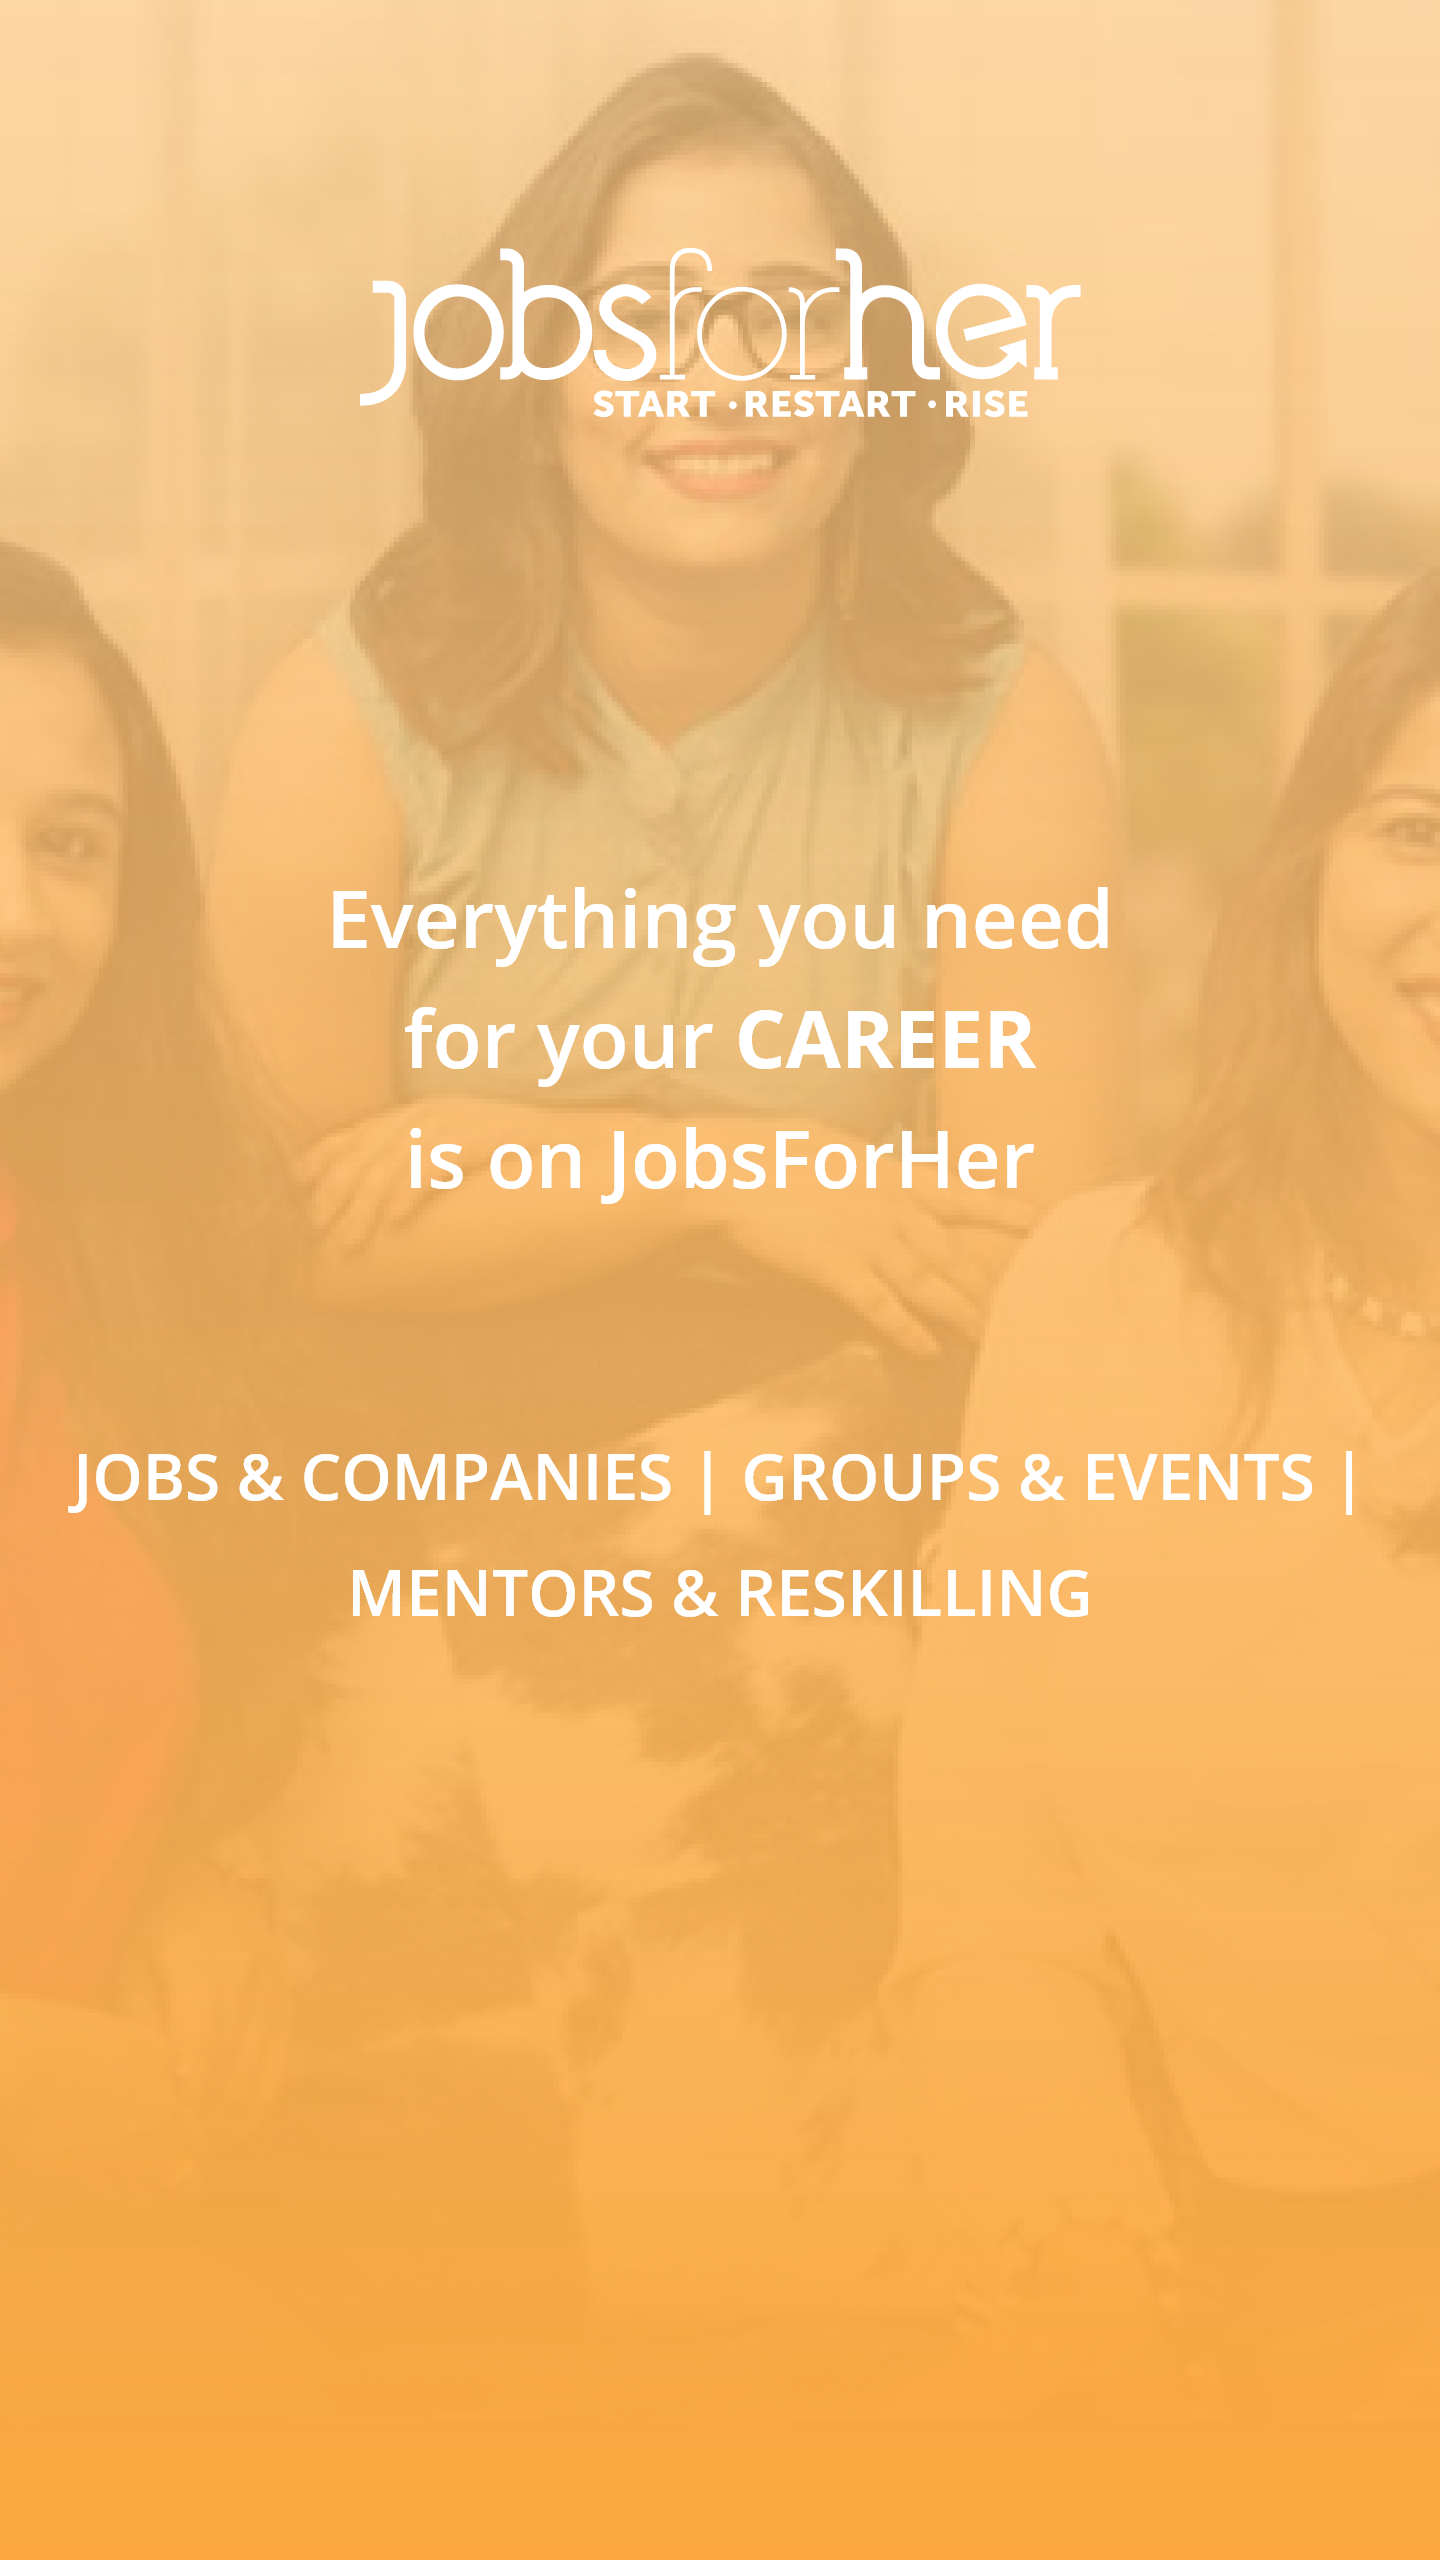 jobsforher
START · RESTART · RISE
Everything you need
for your CAREER
is on JobsForHer
JOBS & COMPANIES | GROUPS & EVENTS |
MENTORS & RESKILLING